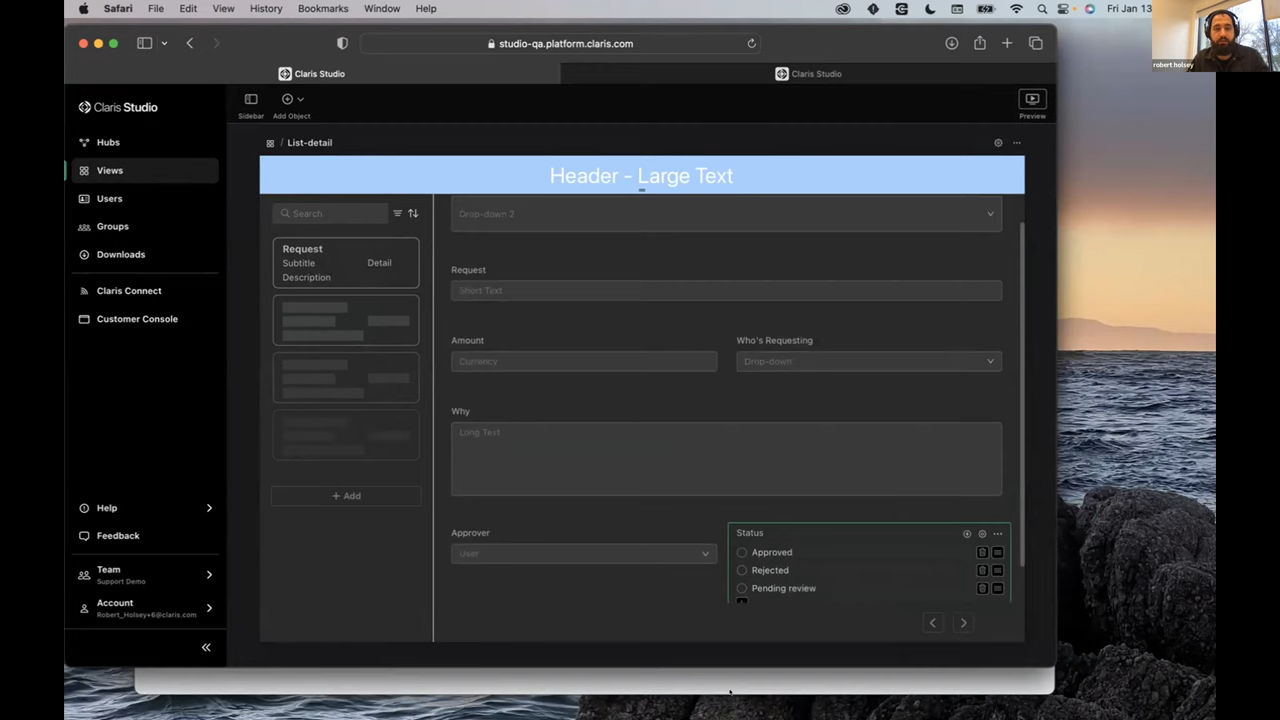 Safari File Edit View History Bookmarks Window Help Fri Jan 13
robert holsey
studio-qa.platform.claris.com
Claris Studio
Claris Studio
Claris Studio
Sidebar
Add Object
Preview
/ List-detail
Hubs
Views
Users
Groups
Downloads
Claris Connect
Customer Console
Help
Feedback
Team
Support Demo
Account
Robert_Holsey+6@claris.com
Header - Large Text
Search
Request
Subtitle Detail
Description
+ Add
Drop-down 2
Request
Short Text
Amount Who's Requesting
Currency Drop-down
Why
Long Text
Approver
User
Status
Approved
Rejected
Pending review